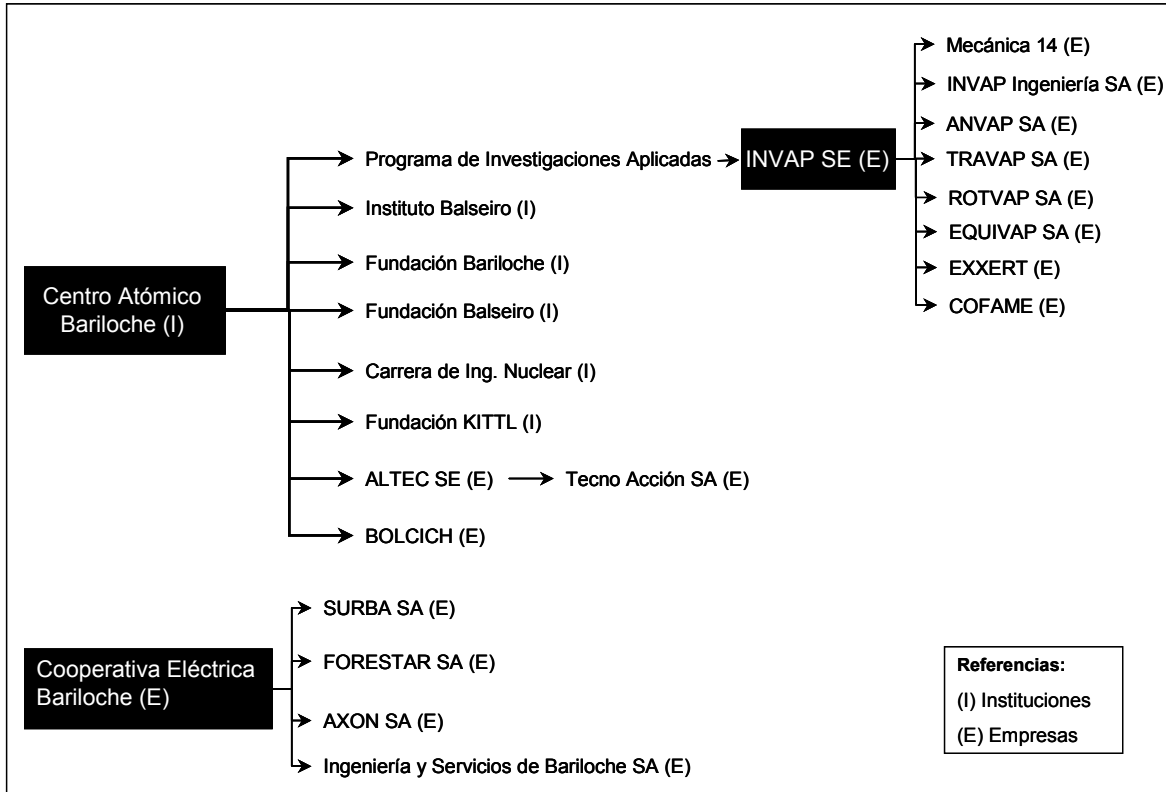 Centro Atómico
Bariloche (I)
Programa de Investigaciones Aplicadas
Instituto Balseiro (I)
Fundación Bariloche (I)
Fundación Balseiro (I)
Carrera de Ing. Nuclear (I)
Fundación KITTL (I)
ALTEC SE (E)
Tecno Acción SA (E)
BOLCICH (E)
INVAP SE (E)
Mecánica 14 (E)
INVAP Ingeniería SA (E)
ANVAP SA (E)
TRAVAP SA (E)
ROTVAP SA (E)
EQUIVAP SA (E)
EXXERT (E)
COFAME (E)
Cooperativa Eléctrica
Bariloche (E)
SURBA SA (E)
FORESTAR SA (E)
AXON SA (E)
Ingeniería y Servicios de Bariloche SA (E)
Referencias:
(I) Instituciones
(E) Empresas